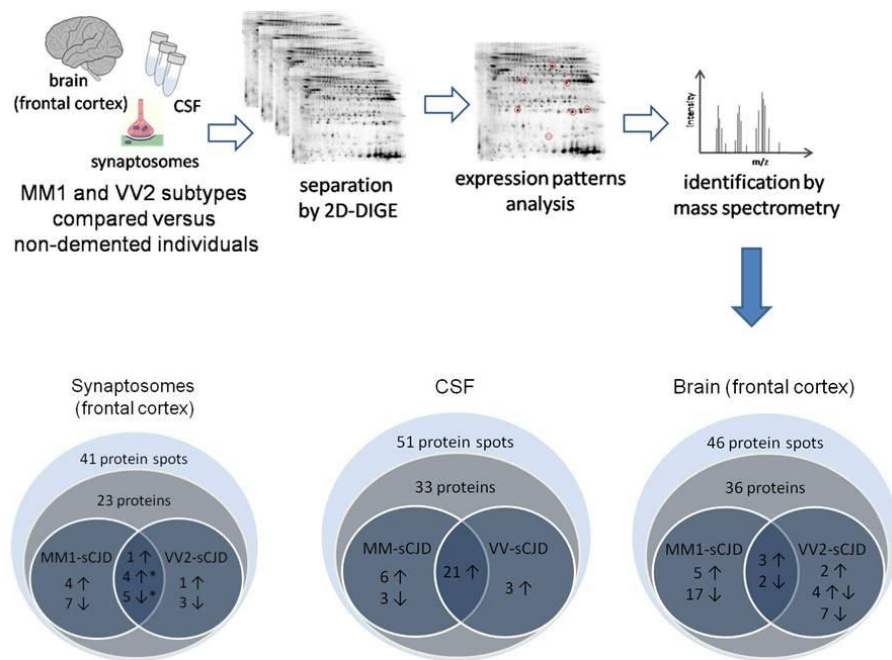 brain
(frontal cortex)
CSF
synaptosomes
MM1 and VV2 subtypes
compared versus
non-demented individuals
separation
by 2D-DIGE
expression patterns
analysis
Intensity
m/z
identification by
mass spectrometry
Synaptosomes
(frontal cortex)
41 protein spots
23 proteins
MM1-sCJD
4 ↑
7 ↓
1 ↑
4 ↑*
5 ↓*
VV2-sCJD
1 ↑
3 ↓
CSF
51 protein spots
33 proteins
MM-sCJD
6 ↑
3 ↓
21 ↑
VV-sCJD
3 ↑
Brain (frontal cortex)
46 protein spots
36 proteins
MM1-sCJD
5 ↑
17 ↓
3 ↑
2 ↓
VV2-sCJD
2 ↑
4 ↑↓
7 ↓